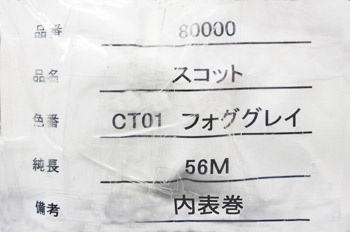 品番 80000
品名 スコット
色番 CT01 フォググレイ
純長 56M
備考 内表巻